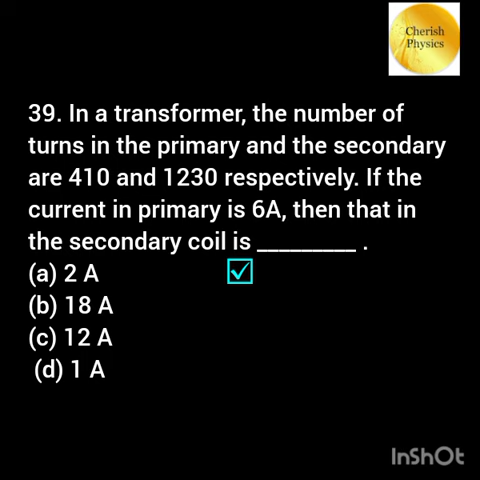 Cherish
Physics
39. In a transformer, the number of
turns in the primary and the secondary
are 410 and 1230 respectively. If the
current in primary is 6A, then that in
the secondary coil is _________ .
(a) 2 A
(b) 18 A
(c) 12 A
(d) 1 A
InShOt